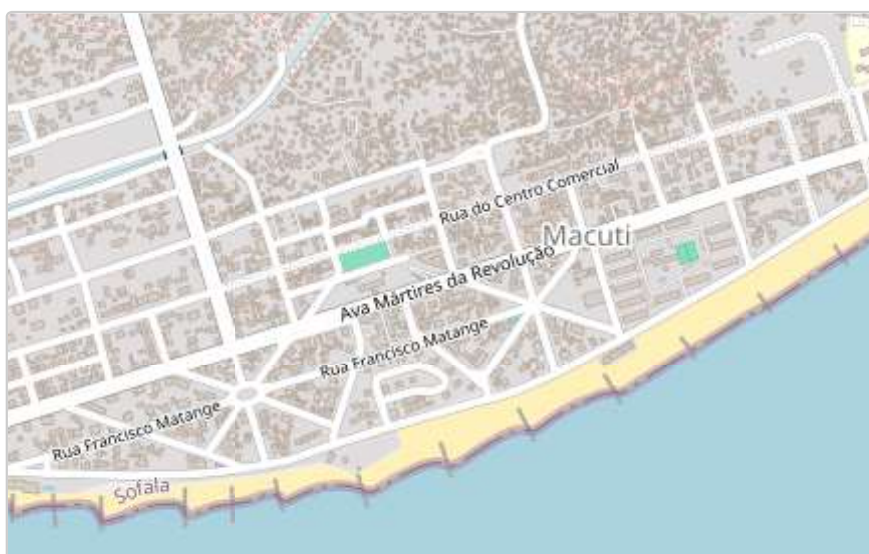 Rua do Centro Comercial
Macuti
Ava Mártires da Revolução
Rua Francisco Matange
Rua Francisco Matange
Sofala